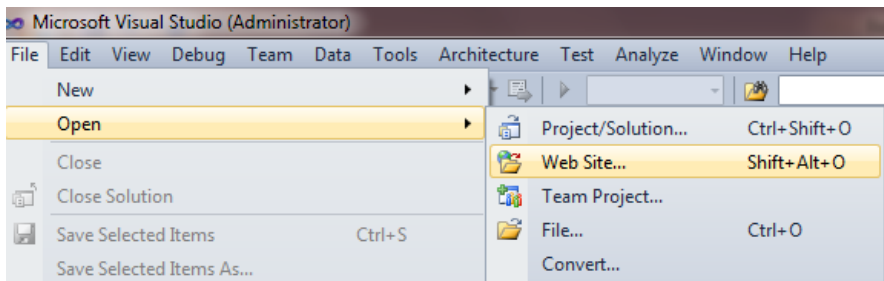 Microsoft Visual Studio (Administrator)
File Edit View Debug Team Data Tools Architecture Test Analyze Window Help
New
Open
Project/Solution... Ctrl+Shift+O
Close
Web Site... Shift+Alt+O
Close Solution
Team Project...
Save Selected Items Ctrl+S
File... Ctrl+O
Save Selected Items As...
Convert...